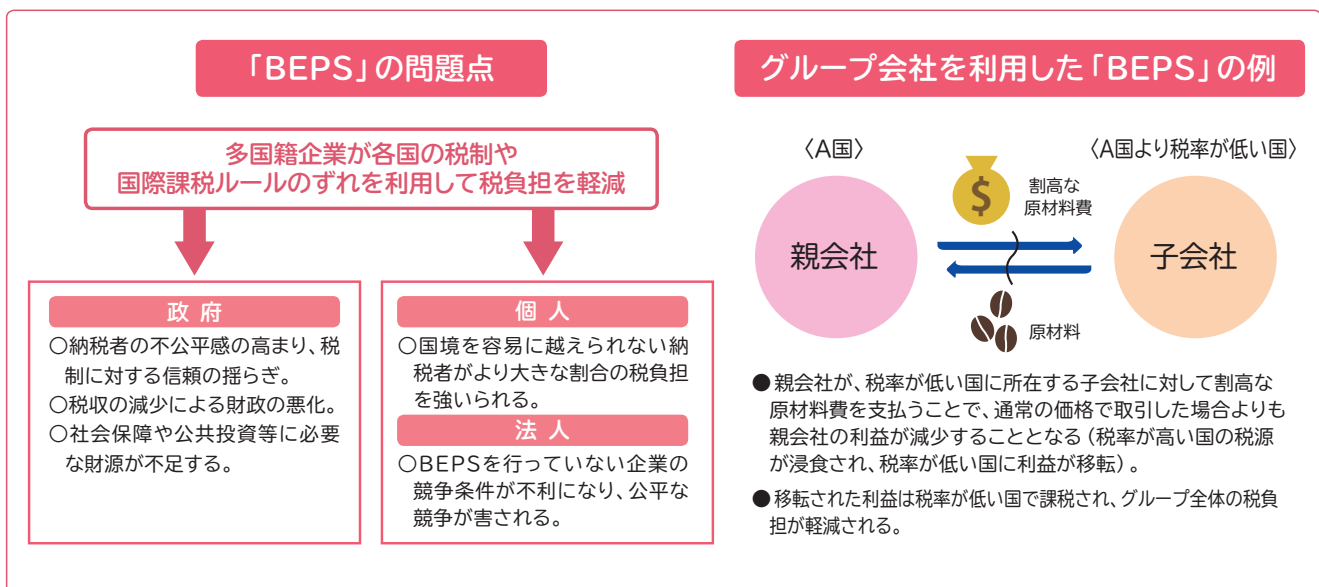 「BEPS」の問題点
多国籍企業が各国の税制や
国際課税ルールのずれを利用して税負担を軽減
政府
○納税者の不公平感の高まり、税
制に対する信頼の揺らぎ。
○税収の減少による財政の悪化。
○社会保障や公共投資等に必要
な財源が不足する。
個人
○国境を容易に越えられない納
税者がより大きな割合の税負担
を強いられる。
法人
○BEPSを行っていない企業の
競争条件が不利になり、公平な
競争が害される。
グループ会社を利用した「BEPS」の例
〈A国〉
〈A国より税率が低い国〉
$
割高な
原材料費
親会社
子会社
原材料
●親会社が、税率が低い国に所在する子会社に対して割高な
原材料費を支払うことで、通常の価格で取引した場合よりも
親会社の利益が減少することとなる（税率が高い国の税源
が浸食され、税率が低い国に利益が移転）。
●移転された利益は税率が低い国で課税され、グループ全体の税負
担が軽減される。